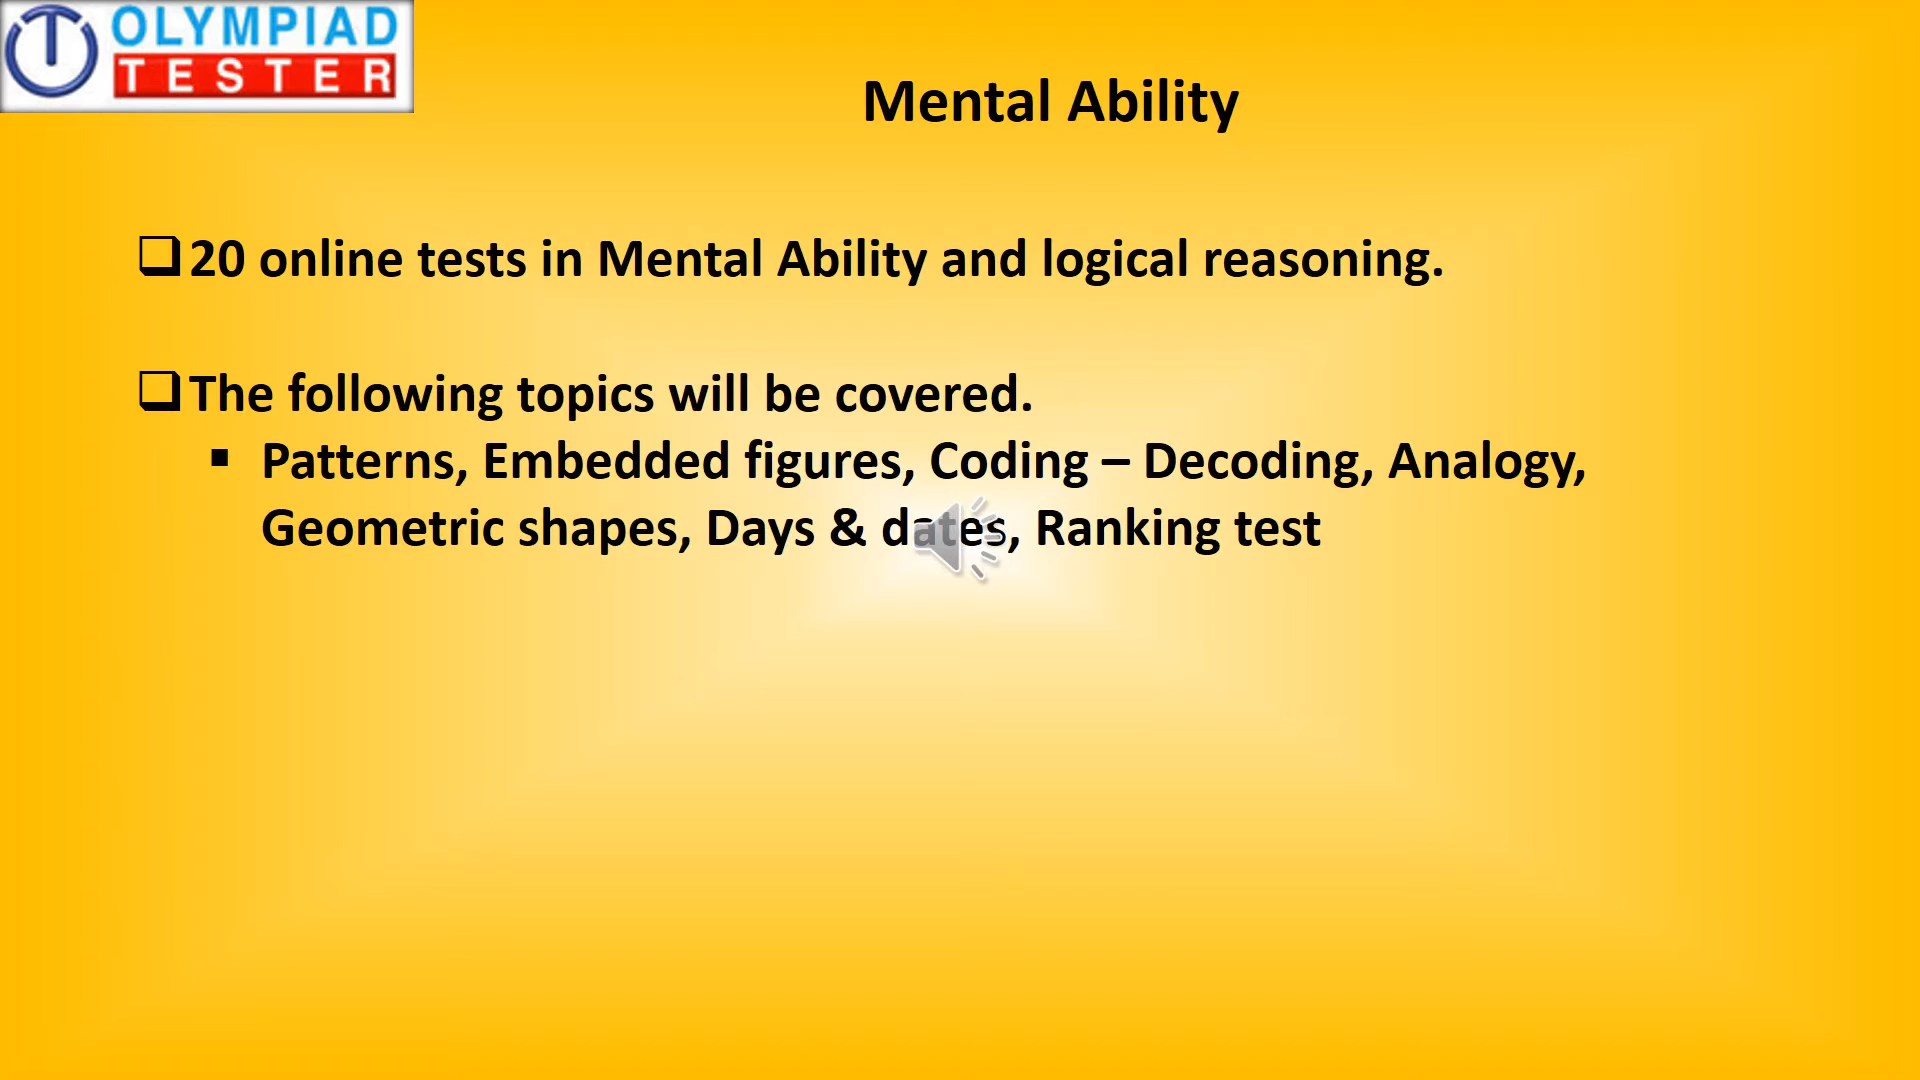 OLYMPIAD
TESTER
Mental Ability
20 online tests in Mental Ability and logical reasoning.
The following topics will be covered.
Patterns, Embedded figures, Coding – Decoding, Analogy,
Geometric shapes, Days & dates, Ranking test